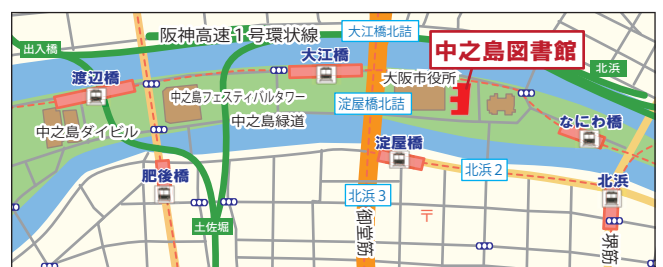 阪神高速1号環状線
大江橋北詰
出入橋
大江橋
中之島図書館
渡辺橋
大阪市役所
北浜
中之島フェスティバルタワー
淀屋橋北詰
中之島緑道
なにわ橋
中之島ダイビル
淀屋橋
肥後橋
北浜2
北浜
北浜3
土佐堀
御堂筋
堺筋